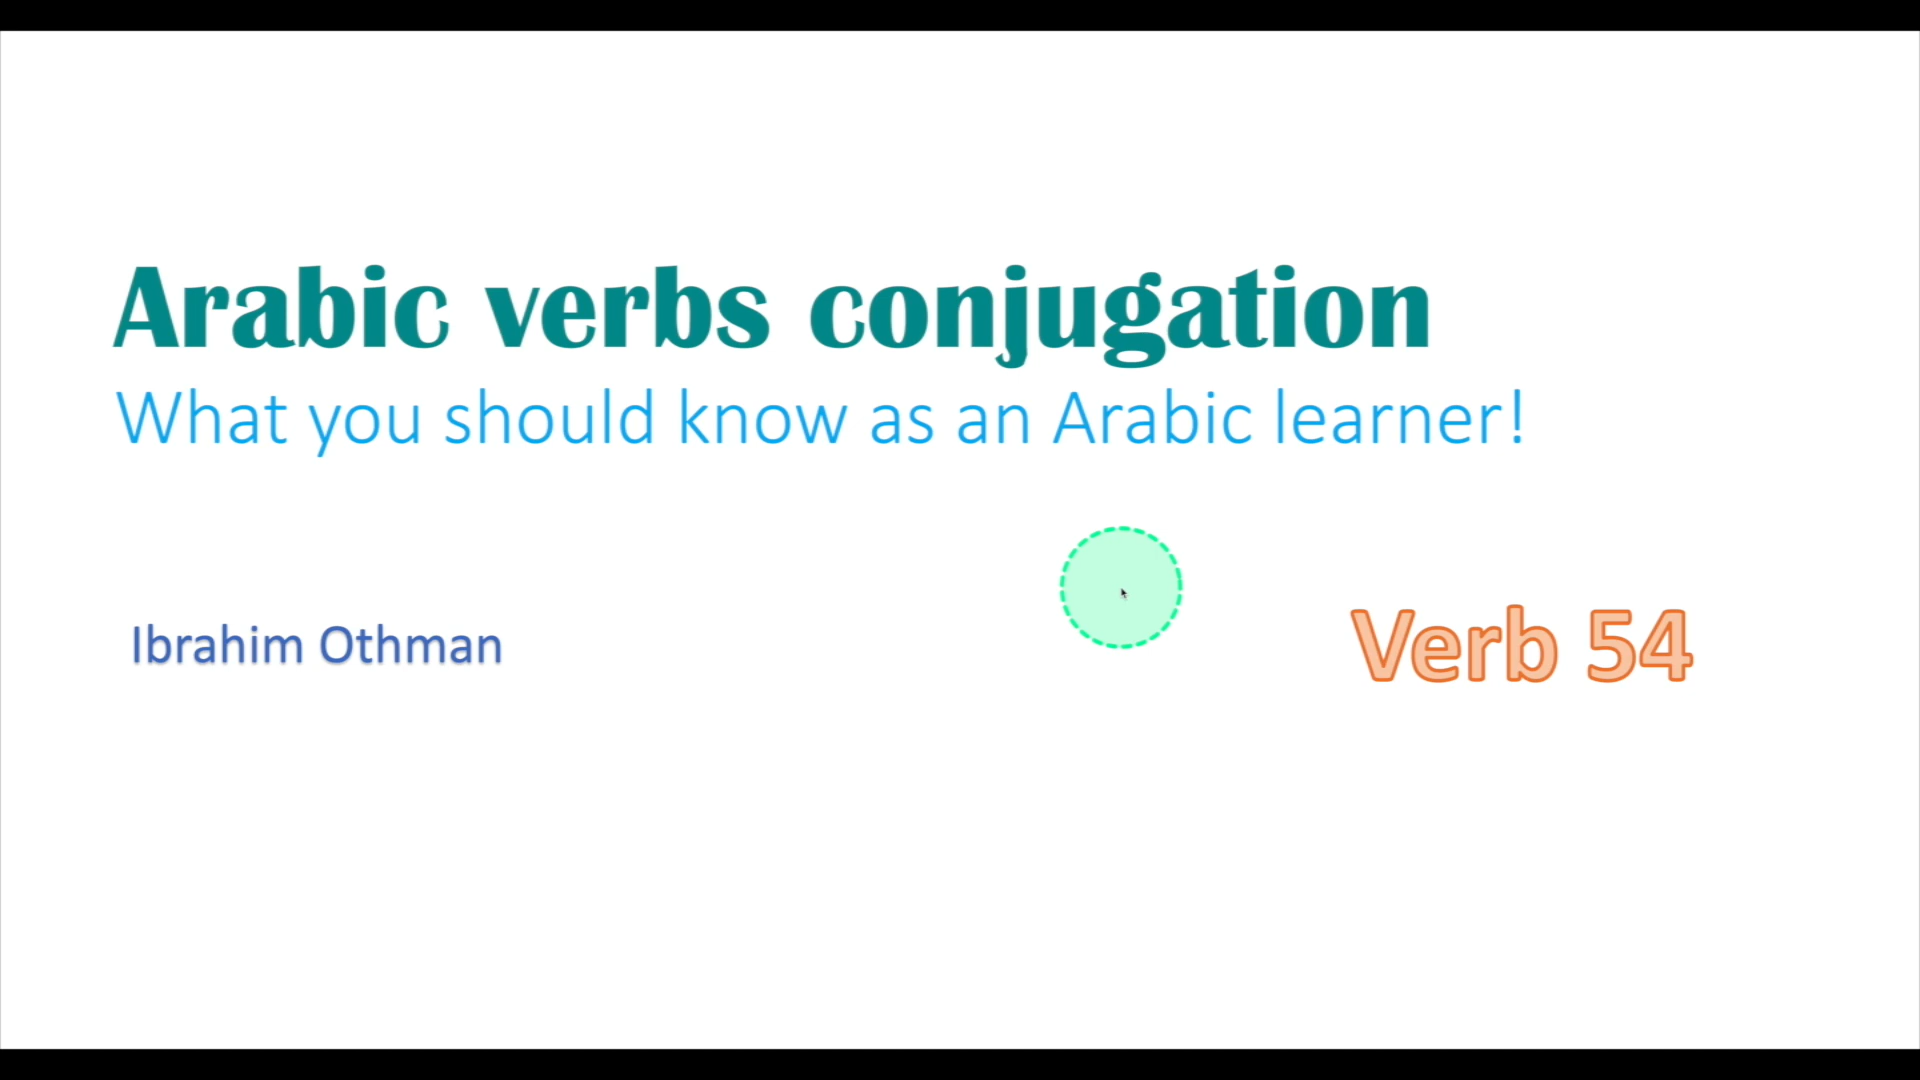 Arabic verbs conjugation
What you should know as an Arabic learner!
Ibrahim Othman
Verb 54